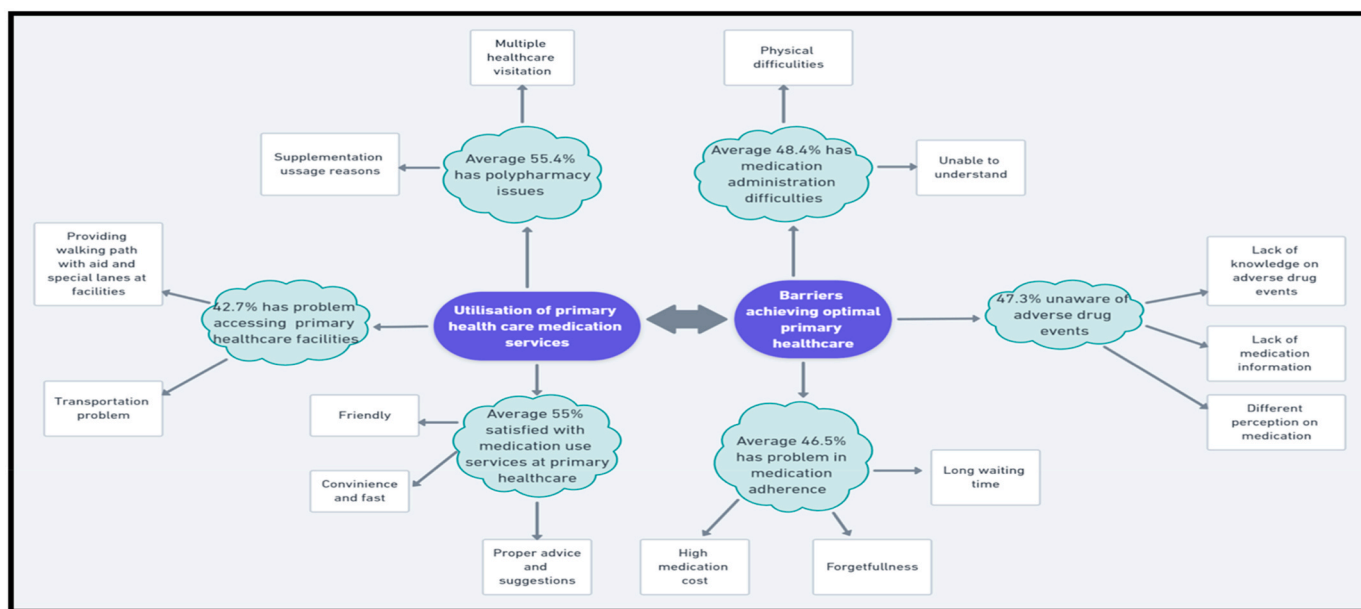 Multiple
healthcare
visitation
Physical
difficulities
Supplementation
ussage reasons
Average 55.4%
has polypharmacy
issues
Average 48.4% has
medication
administration
difficulties
Unable to
understand
Providing
walking path
with aid and
special lanes at
facilities
42.7% has problem
accessing primary
healthcare facilities
Utilisation of primary
health care medication
services
Barriers
achieving optimal
primary
healthcare
47.3% unaware of
adverse drug
events
Lack of
knowledge on
adverse drug
events
Lack of
medication
information
Different
perception on
medication
Transportation
problem
Friendly
Convinience
and fast
Average 55%
satisfied with
medication use
services at primary
healthcare
Proper advice
and
suggestions
Average 46.5%
has problem in
medication
adherence
Long waiting
time
High
medication
cost
Forgetfullness